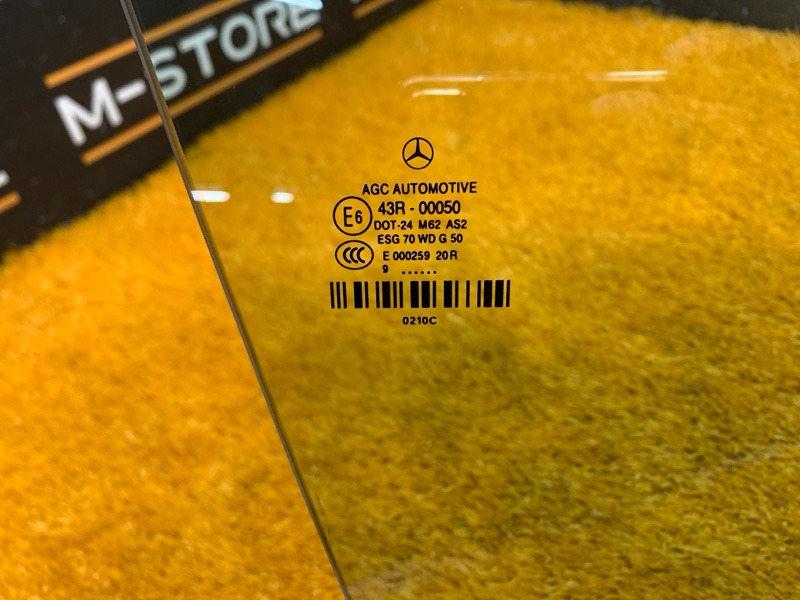 M-STORE
AGC AUTOMOTIVE
E6 43R - 00050
DOT-24 M62 AS2
ESG 70 WD G 50
CCC E 000259 20R
9 ......
0210C